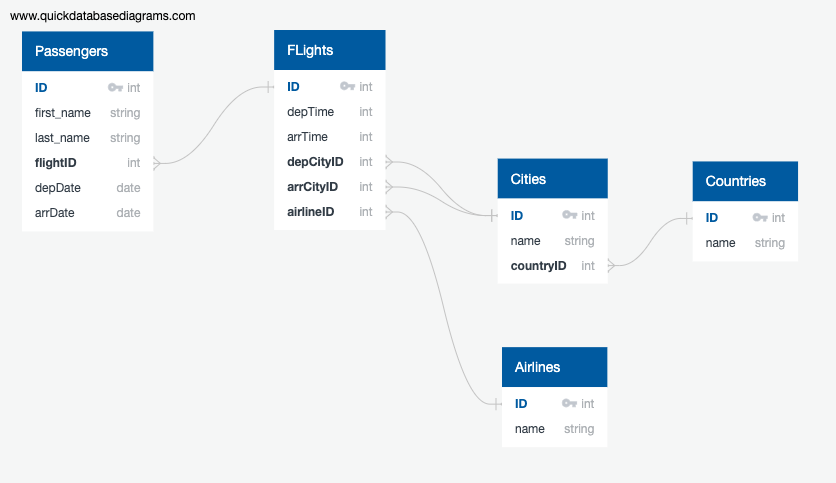 www.quickdatabasediagrams.com
Passengers
ID int
first_name string
last_name string
flightID int
depDate date
arrDate date
FLights
ID int
depTime int
arrTime int
depCityID int
arrCityID int
airlineID int
Cities
ID int
name string
countryID int
Countries
ID int
name string
Airlines
ID int
name string